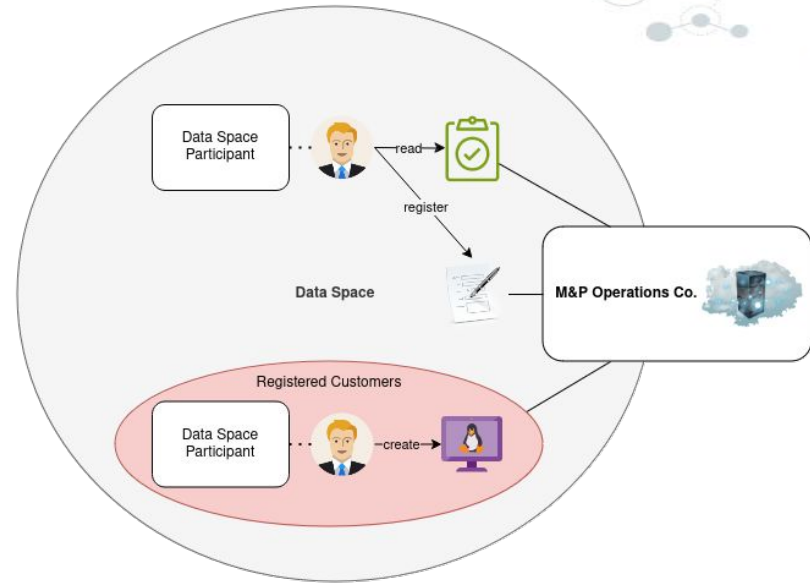 Data Space
Participant
read
register
Data Space
M&P Operations Co.
Registered Customers
Data Space
Participant
create